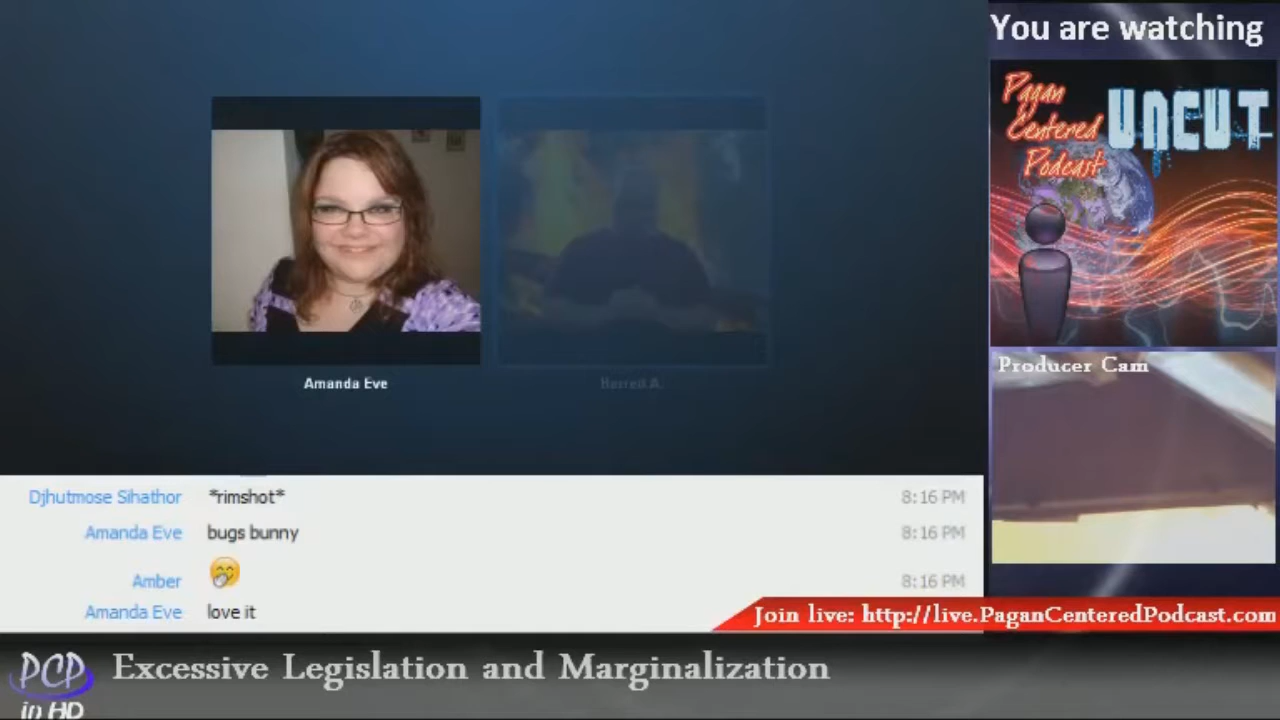 You are watching
Pagan
Centered
Podcast
UNCUT
Amanda Eve
Producer Cam
Djhutmose Sihathor *rimshot* 8:16 PM
Amanda Eve bugs bunny 8:16 PM
Amber 8:16 PM
Amanda Eve love it
Join live: http://live.PaganCenteredPodcast.com
PCP
in HD
Excessive Legislation and Marginalization